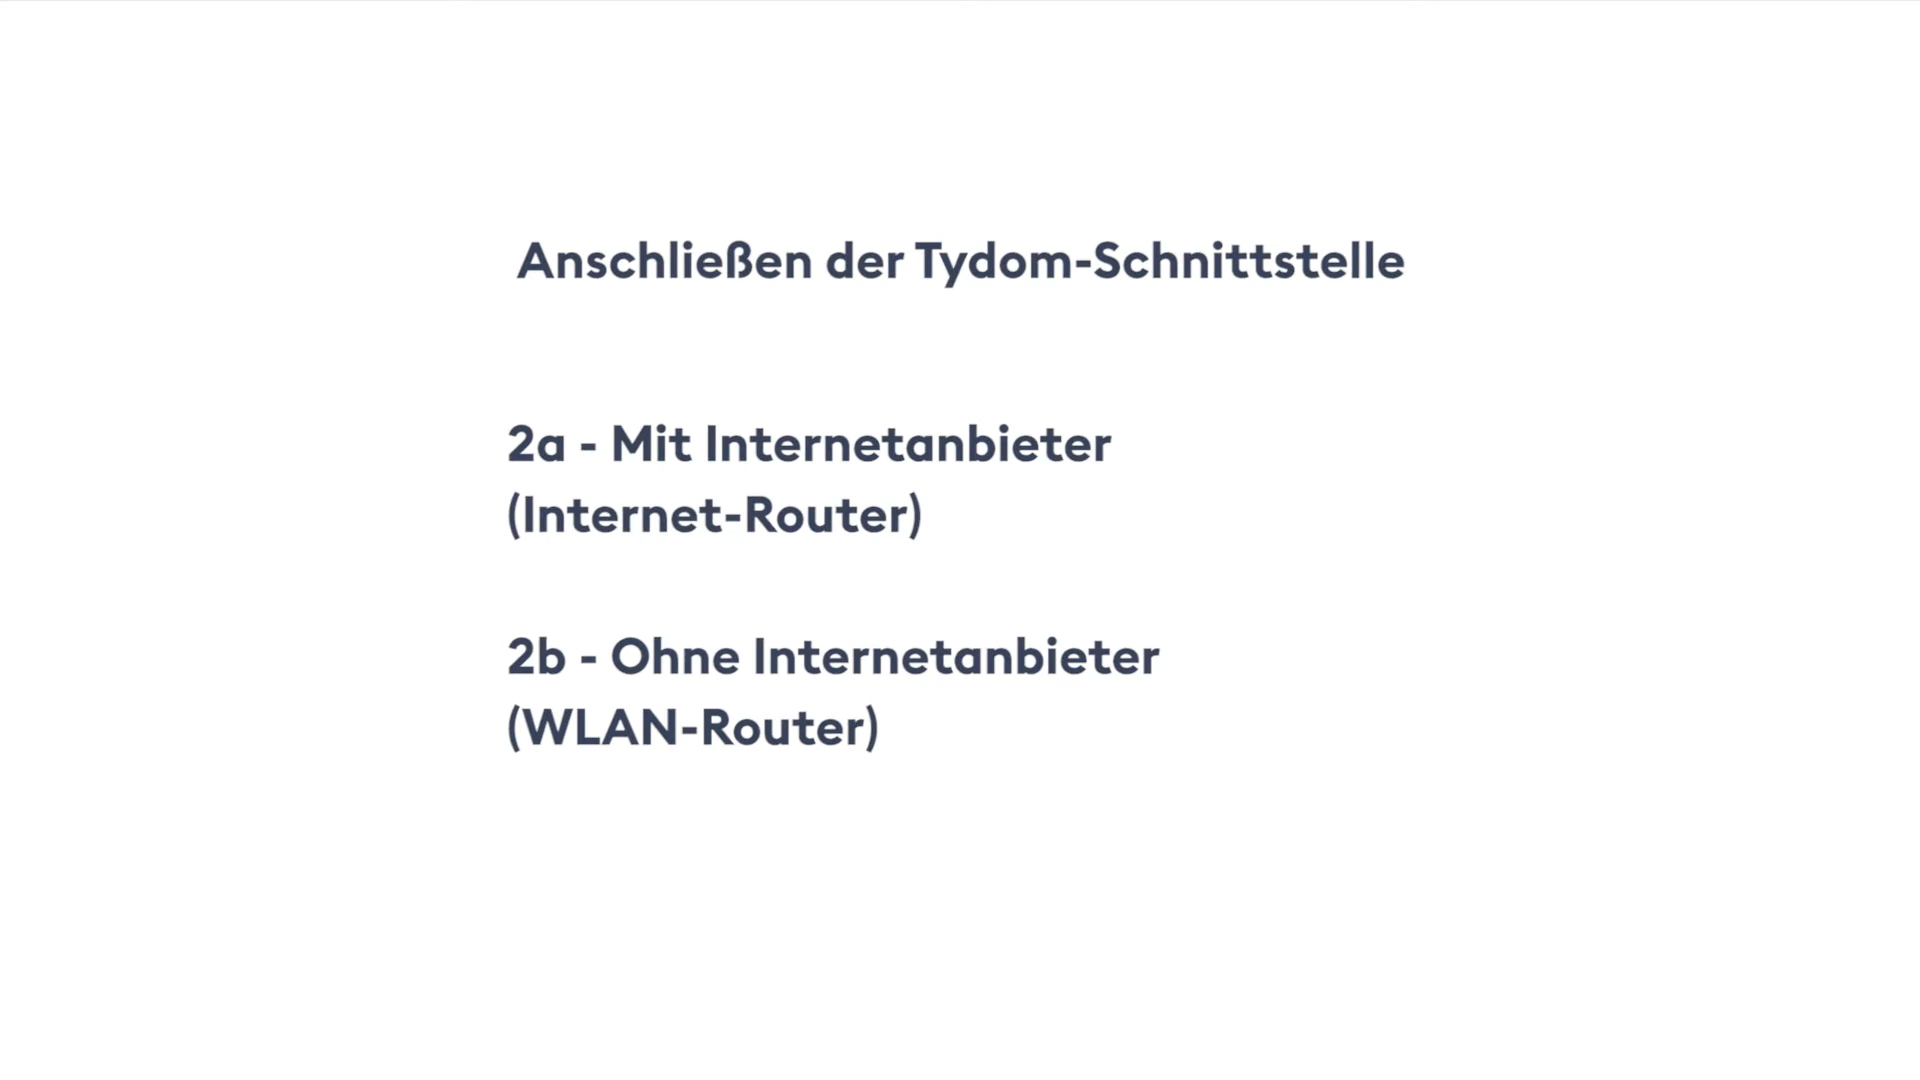 Anschließen der Tydom-Schnittstelle
2a - Mit Internetanbieter
(Internet-Router)
2b - Ohne Internetanbieter
(WLAN-Router)